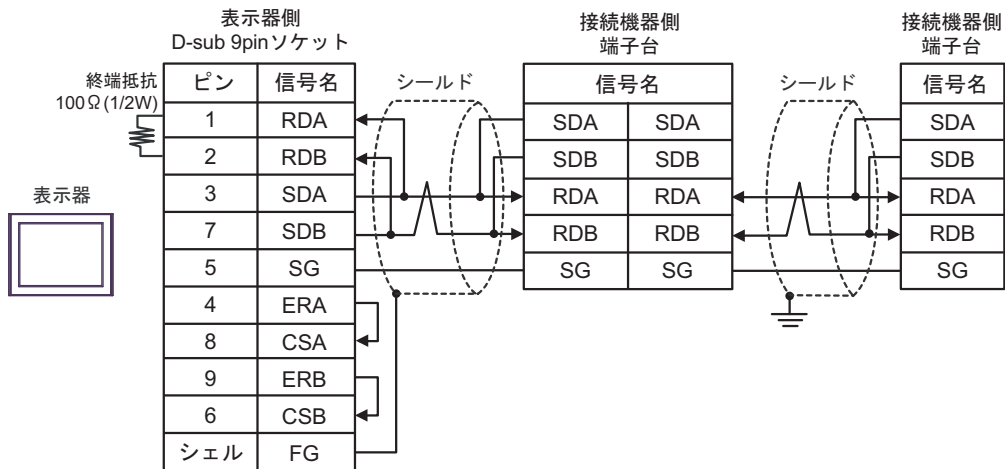 表示器側
D-sub 9pinソケット
接続機器側
端子台
接続機器側
端子台
終端抵抗
100Ω(1/2W)
表示器
ピン 信号名
1 RDA
2 RDB
3 SDA
7 SDB
5 SG
4 ERA
8 CSA
9 ERB
6 CSB
シェル FG
シールド
信号名
SDA SDA
SDB SDB
RDA RDA
RDB RDB
SG SG
シールド
信号名
SDA
SDB
RDA
RDB
SG